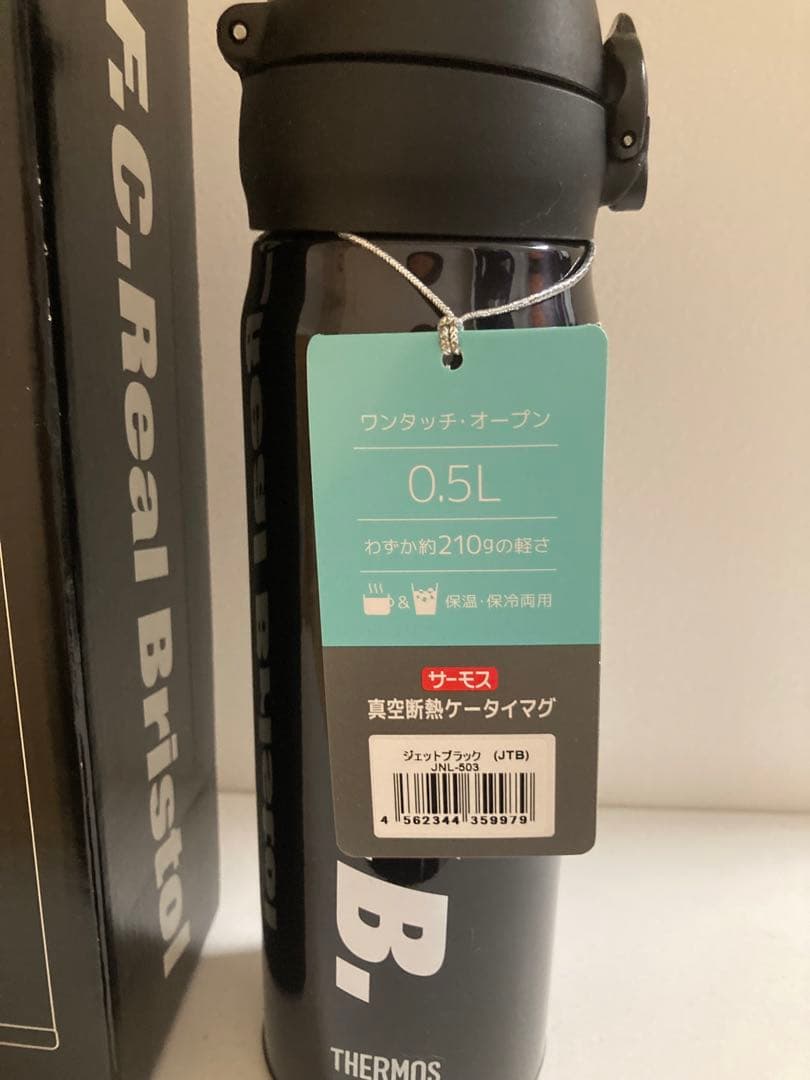 F.C.Real Bristol
ワンタッチ・オープン
0.5L
わずか約210gの軽さ
& 保温・保冷両用
サーモス
真空断熱ケータイマグ
ジェットブラック (JTB)
JNL-503
4 562344 359979
B.
THERMOS